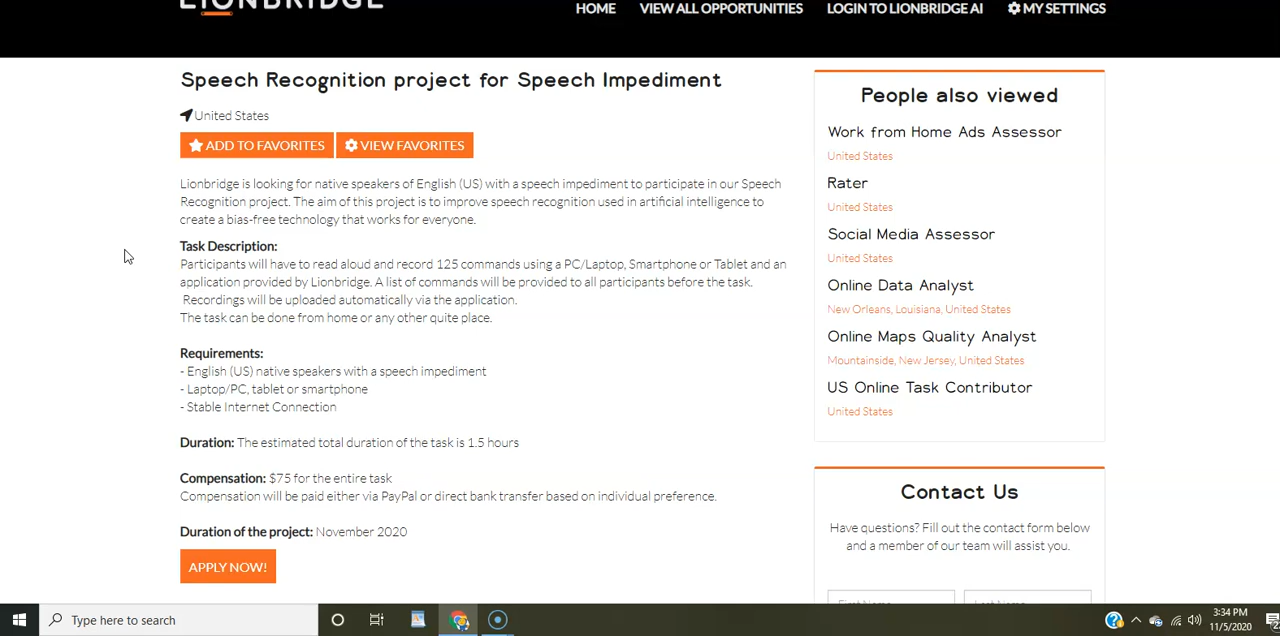 LIONBRIDGE
HOME VIEW ALL OPPORTUNITIES LOGIN TO LIONBRIDGE AI MY SETTINGS
Speech Recognition project for Speech Impediment
United States
ADD TO FAVORITES VIEW FAVORITES
Lionbridge is looking for native speakers of English (US) with a speech impediment to participate in our Speech
Recognition project. The aim of this project is to improve speech recognition used in artificial intelligence to
create a bias-free technology that works for everyone.
Task Description:
Participants will have to read aloud and record 125 commands using a PC/Laptop, Smartphone or Tablet and an
application provided by Lionbridge. A list of commands will be provided to all participants before the task.
Recordings will be uploaded automatically via the application.
The task can be done from home or any other quite place.
Requirements:
- English (US) native speakers with a speech impediment
- Laptop/PC, tablet or smartphone
- Stable Internet Connection
Duration: The estimated total duration of the task is 1.5 hours
Compensation: $75 for the entire task
Compensation will be paid either via PayPal or direct bank transfer based on individual preference.
Duration of the project: November 2020
APPLY NOW!
People also viewed
Work from Home Ads Assessor
United States
Rater
United States
Social Media Assessor
United States
Online Data Analyst
New Orleans, Louisiana, United States
Online Maps Quality Analyst
Mountainside, New Jersey, United States
US Online Task Contributor
United States
Contact Us
Have questions? Fill out the contact form below
and a member of our team will assist you.
First Name Last Name
Type here to search
3:34 PM
11/5/2020